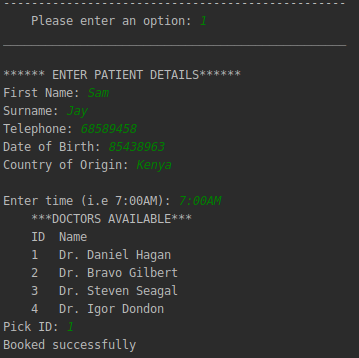 ------------------------------------------------
Please enter an option: 1
________________________________________________
****** ENTER PATIENT DETAILS******
First Name: Sam
Surname: Jay
Telephone: 68589458
Date of Birth: 85438963
Country of Origin: Kenya
Enter time (i.e 7:00AM): 7:00AM
***DOCTORS AVAILABLE***
ID Name
1 Dr. Daniel Hagan
2 Dr. Bravo Gilbert
3 Dr. Steven Seagal
4 Dr. Igor Dondon
Pick ID: 1
Booked successfully